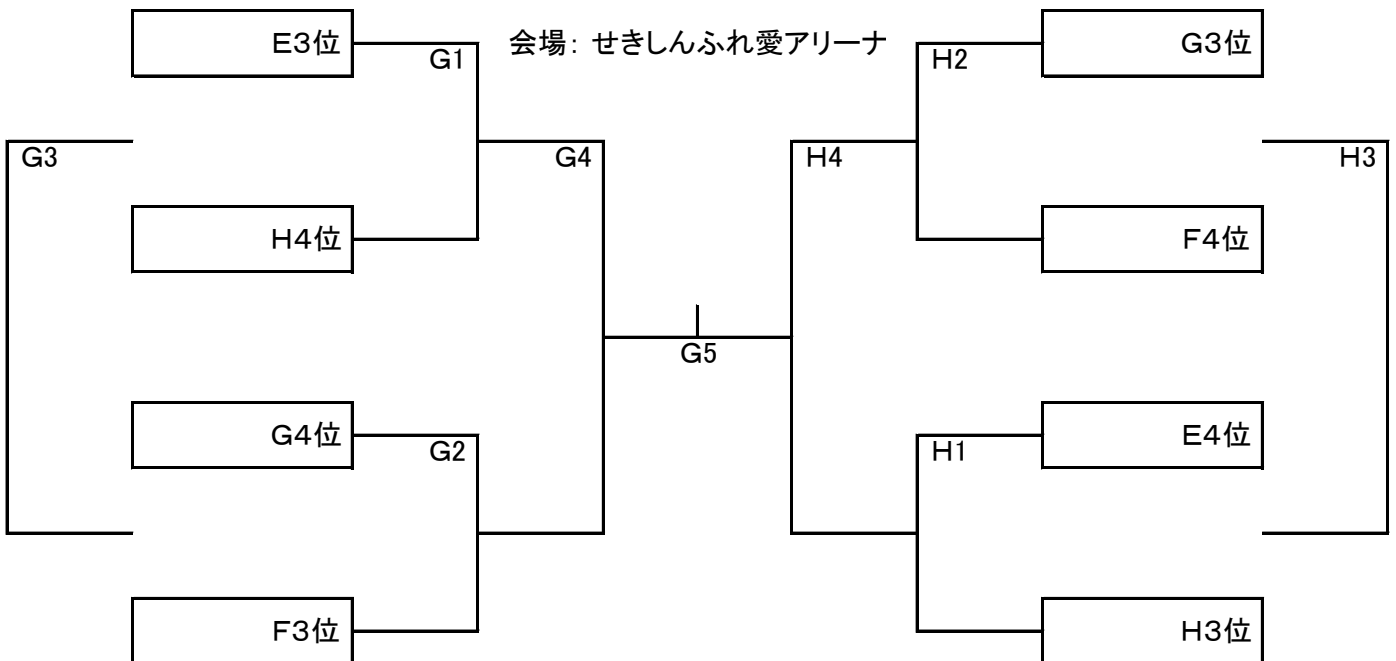 E3位
会場: せきしんふれ愛アリーナ
G3位
G1
H2
G3
G4
H4
H3
H4位
F4位
G5
G4位
E4位
G2
H1
F3位
H3位